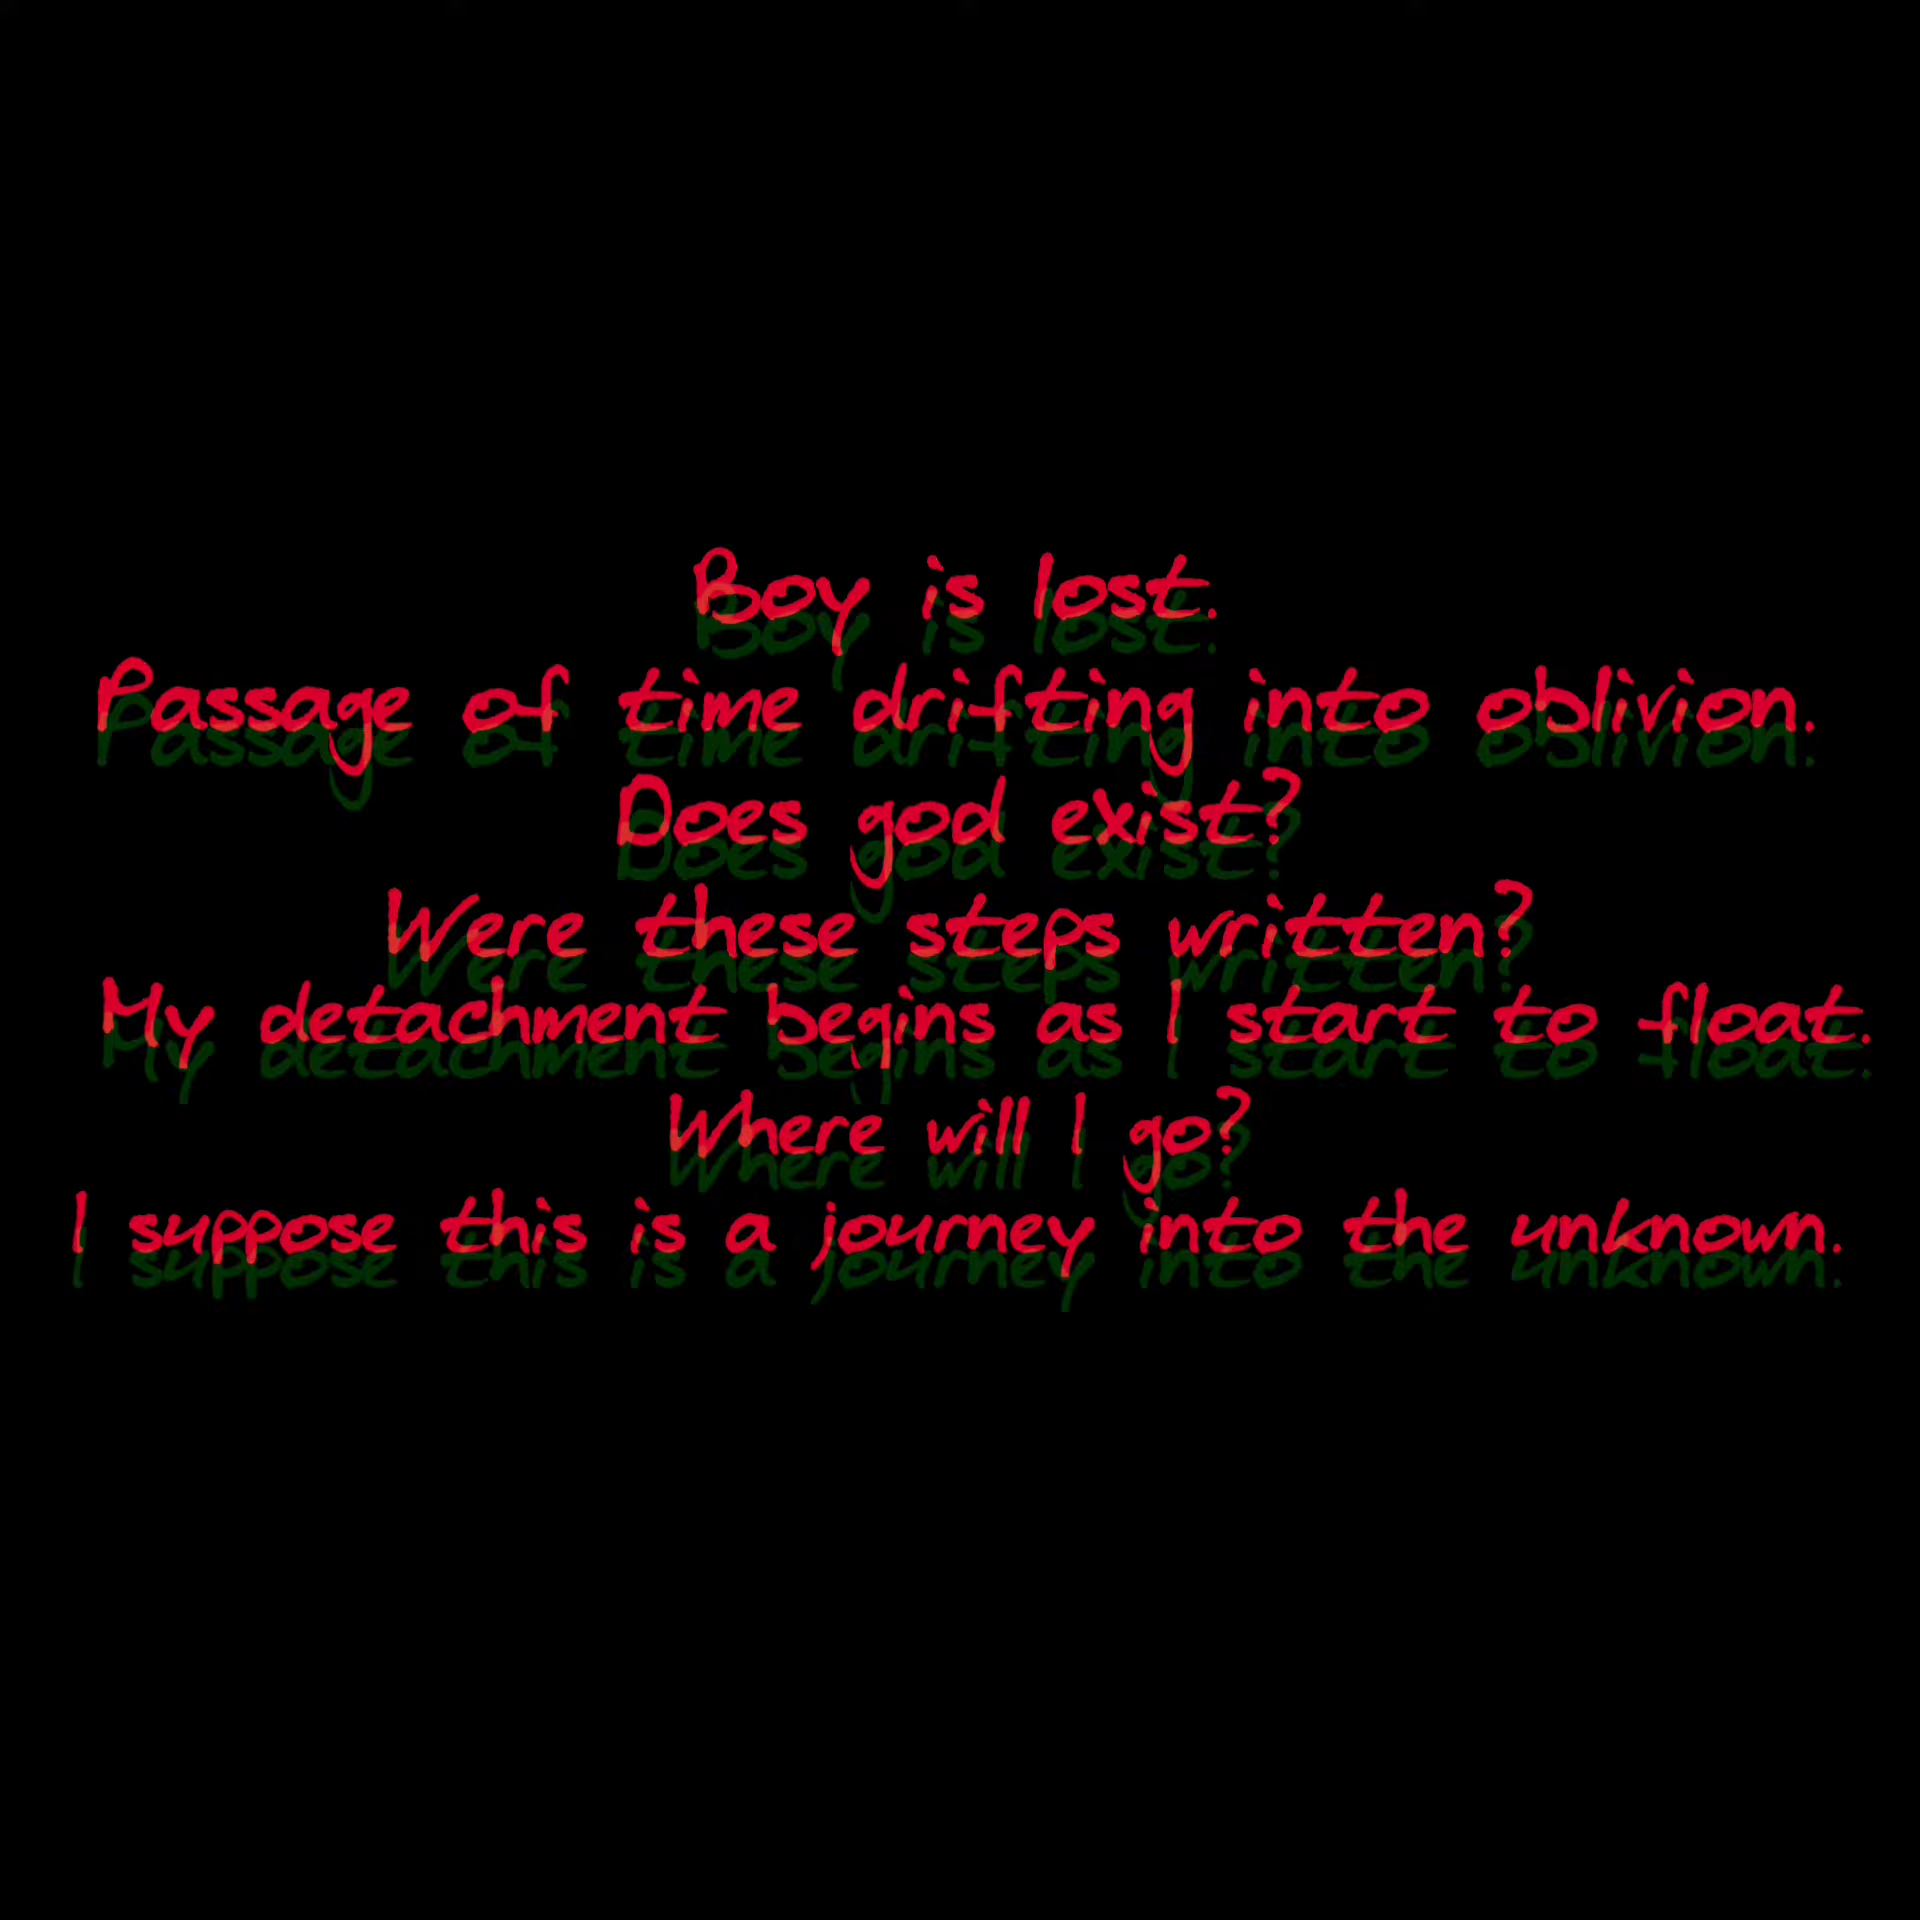 Boy is lost.
Passage of time drifting into oblivion.
Does god exist?
Were these steps written?
My detachment begins as I start to float.
Where will I go?
I suppose this is a journey into the unknown.